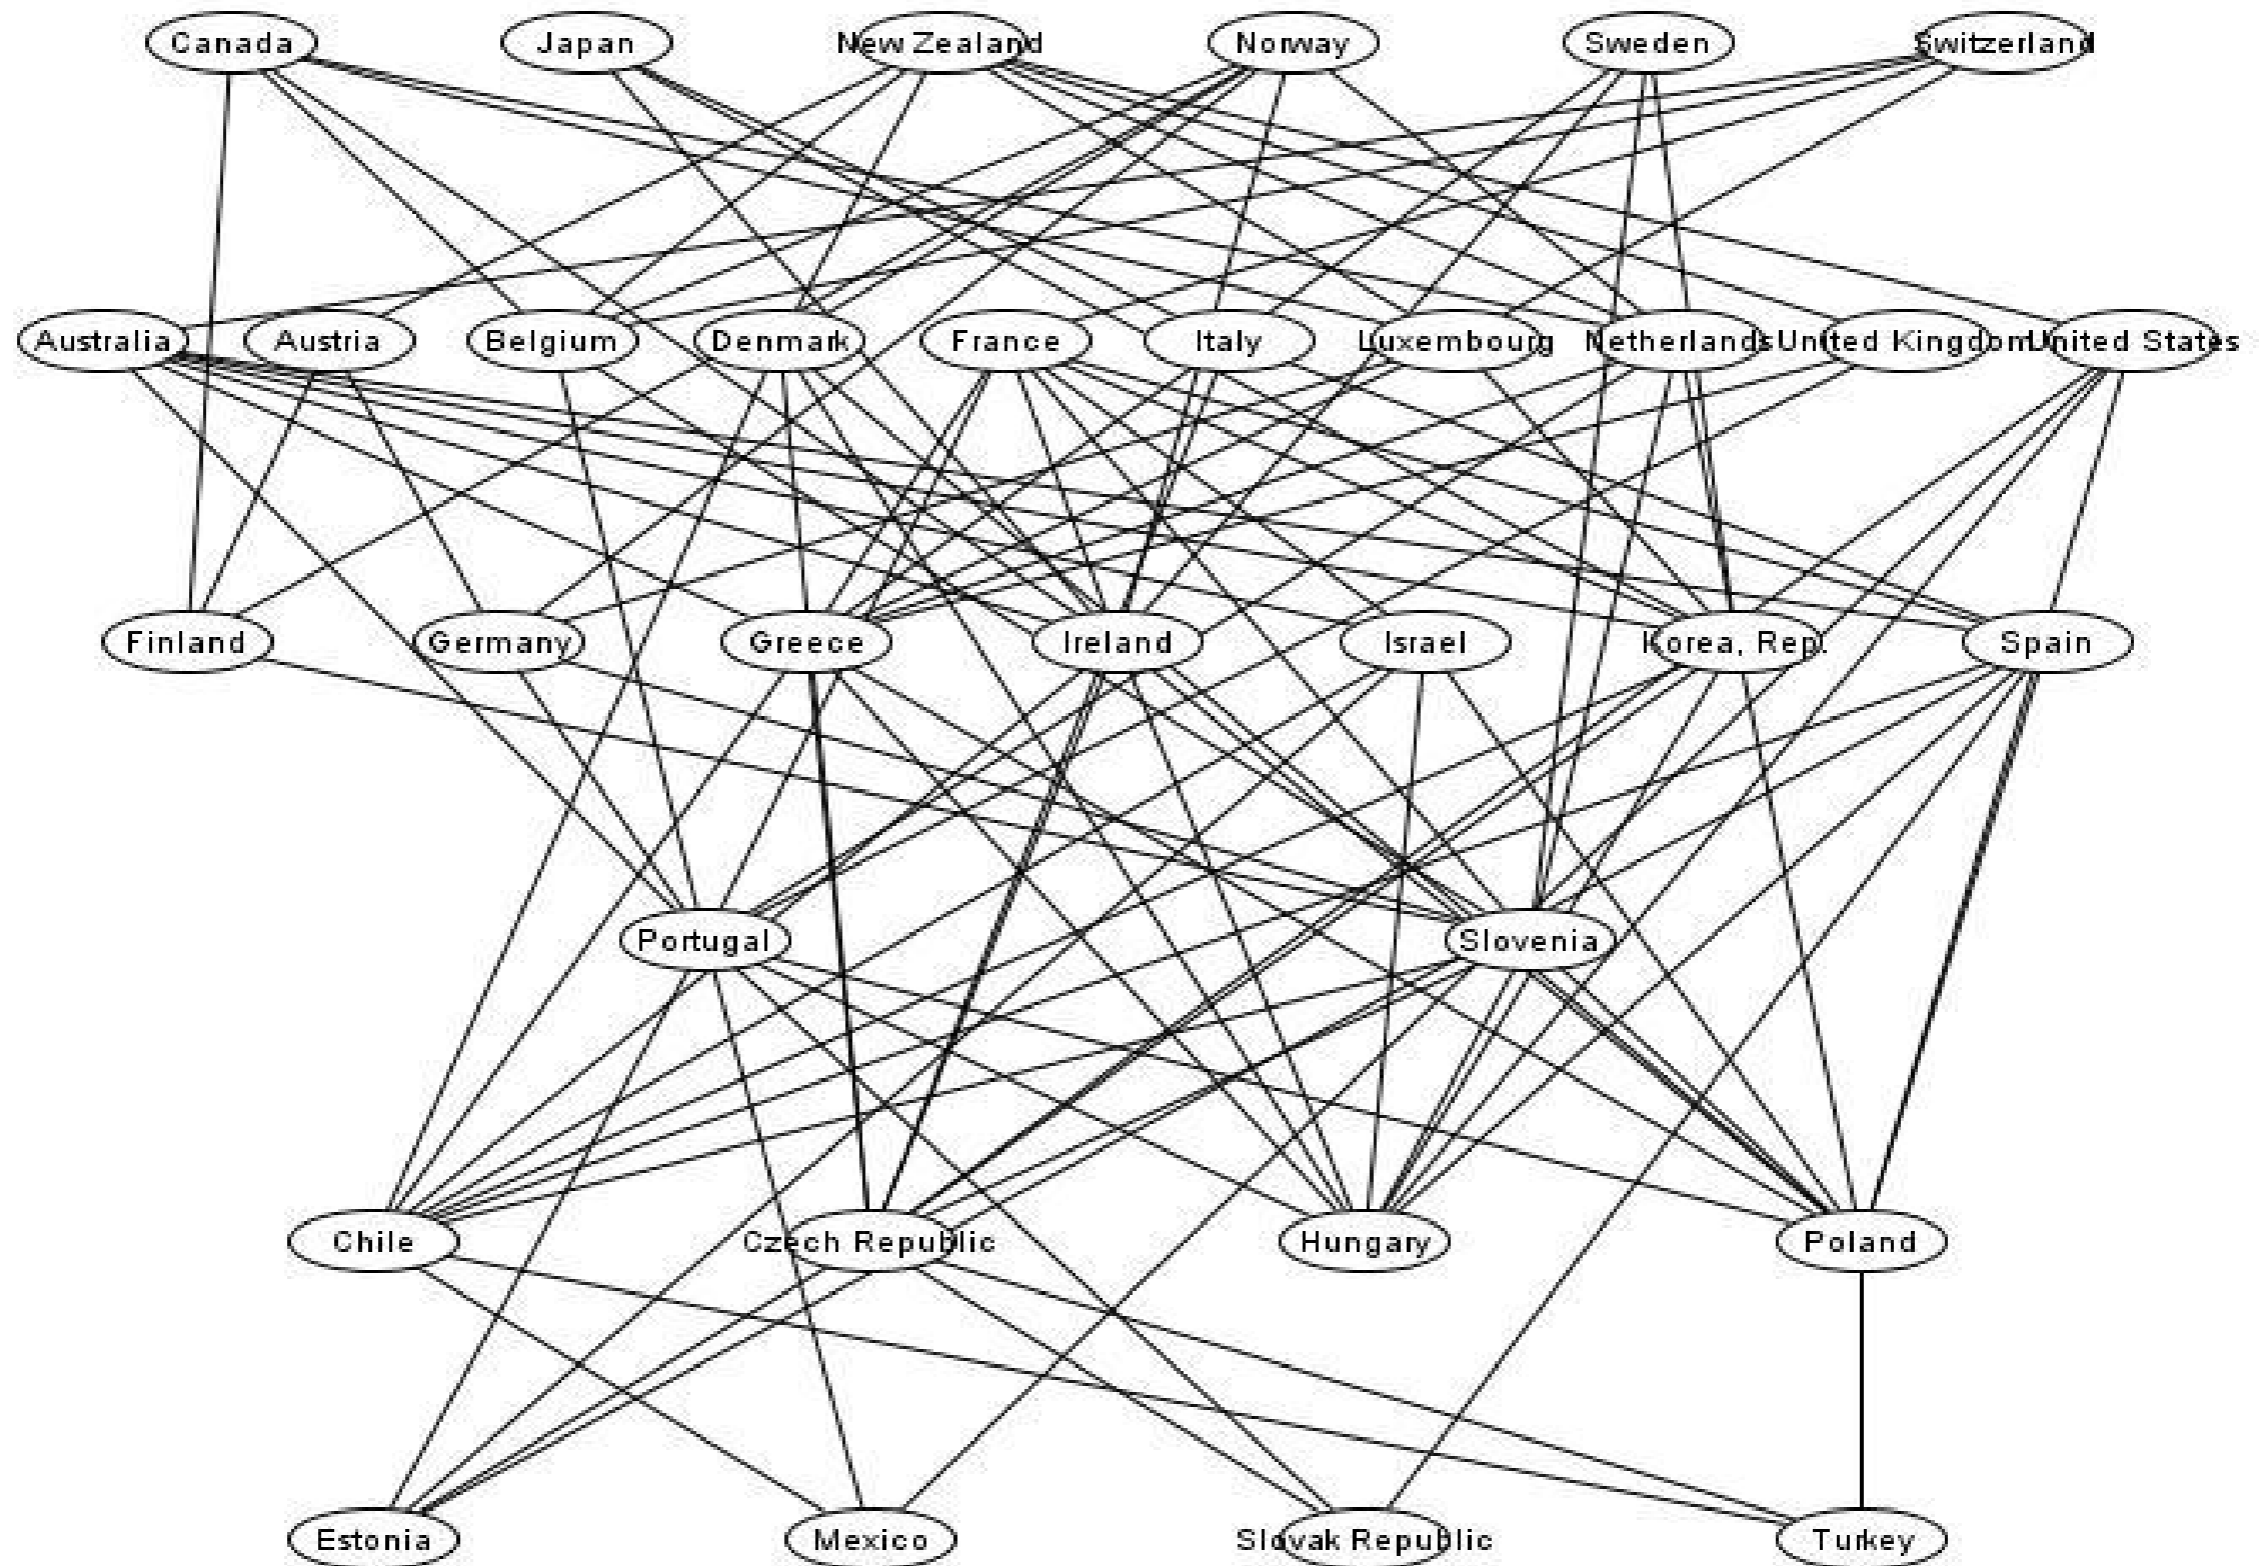 Canada Japan New Zealand Norway Sweden Switzerland
Australia Austria Belgium Denmark France Italy Luxembourg Netherlands United Kingdom United States
Finland Germany Greece Ireland Israel Korea, Rep. Spain
Portugal Slovenia
Chile Czech Republic Hungary Poland
Estonia Mexico Slovak Republic Turkey